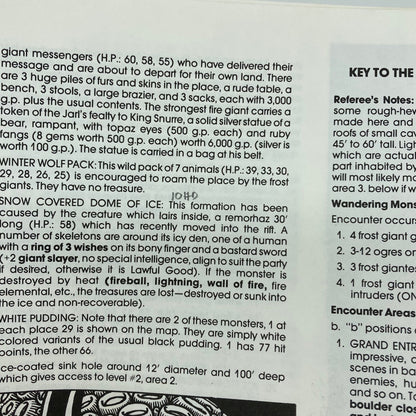 giant messengers (H.P.: 60, 58, 55) who have delivered their
message and are about to depart for their own land. There
are 3 huge piles of furs and skins in the place, a rude table, a
bench, 3 stools, a large brazier, and 3 sacks, each with 3,000
g.p. plus the usual contents. The strongest fire giant carries a
token of the Jarl's fealty to King Snurre, a solid silver statue of a
bear, rampant, with topaz eyes (500 g.p. each) and ruby
fangs (8 gems worth 500 g.p. each) worth 6,000 g.p. (silver is
worth 100 g.p.). The statue is carried in a bag at his belt.
WINTER WOLF PACK: This wild pack of 7 animals (H.P.: 39, 33, 30,
29, 28, 26, 25) is encouraged to roam the place by the frost
giants. They have no treasure.
10HD
SNOW COVERED DOME OF ICE: This formation has been
caused by the creature which lairs inside, a remorhaz 30'
long (H.P.: 58) which has recently moved into the rift. A
number of skeletons are around its icy den, one of a human
with a ring of 3 wishes on its bony finger and a bastard sword
(+2 giant slayer, no special intelligence, align to suit the party
if desired, otherwise it is Lawful Good). If the monster is
destroyed by heat (fireball, lightning, wall of fire, fire
elemental, etc., the treasures are lost—destroyed or sunk into
the ice and non-recoverable).
WHITE PUDDING: Note that there are 2 of these monsters, 1 at
each place 29 is shown on the map. They are simply white
colored variants of the usual black pudding. 1 has 77 hit
points, the other 66.
ce-coated sink hole around 12' diameter and 100' deep
which gives access to level #2, area 2.
KEY TO THE
Referee's Notes:
some rough-hew
made here and
roofs of small ca
45' to 60' tall. Ligh
which are actual
part inhabited by
will most likely m
area 3. below if w
Wandering Mons
Encounter occurs
1. 4 frost giant g
2. 3-12 ogres on
3. 3 frost giants
4. 1 frost giant
intruders (ON
Encounter Areas
b. "b" positions
1. GRAND ENTR
impressive, c
scenes in ba
enemies, hu
and so on. I
boulder c